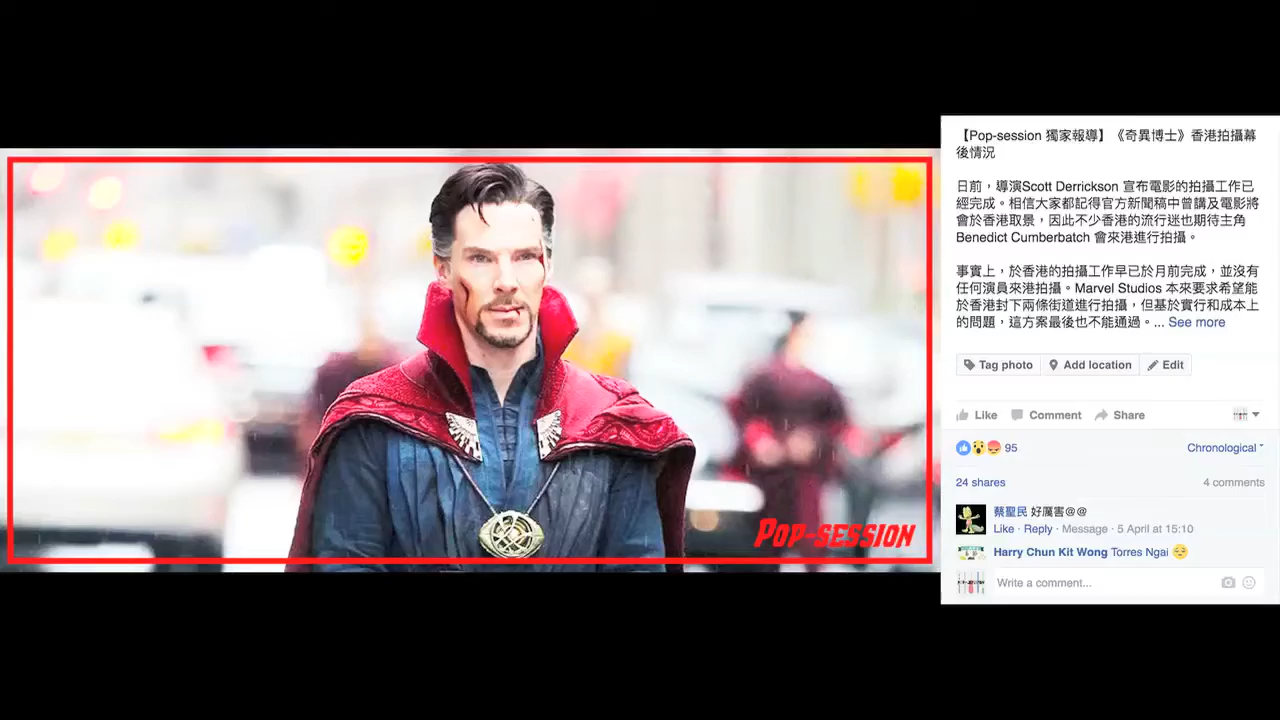 【Pop-session 獨家報導】《奇異博士》香港拍攝幕
後情況
日前，導演Scott Derrickson 宣布電影的拍攝工作已
經完成。相信大家都記得官方新聞稿中曾講及電影將
會於香港取景，因此不少香港的流行迷也期待主角
Benedict Cumberbatch 會來港進行拍攝。
事實上，於香港的拍攝工作早已於月前完成，並沒有
任何演員來港拍攝。Marvel Studios 本來要求希望能
於香港封下兩條街道進行拍攝，但基於實行和成本上
的問題，這方案最後也不能通過。... See more
Tag photo Add location Edit
Like Comment Share
95 Chronological
24 shares 4 comments
蔡聖民 好厲害@@
Like · Reply · Message · 5 April at 15:10
Harry Chun Kit Wong Torres Ngai
Write a comment...
POP-SESSION